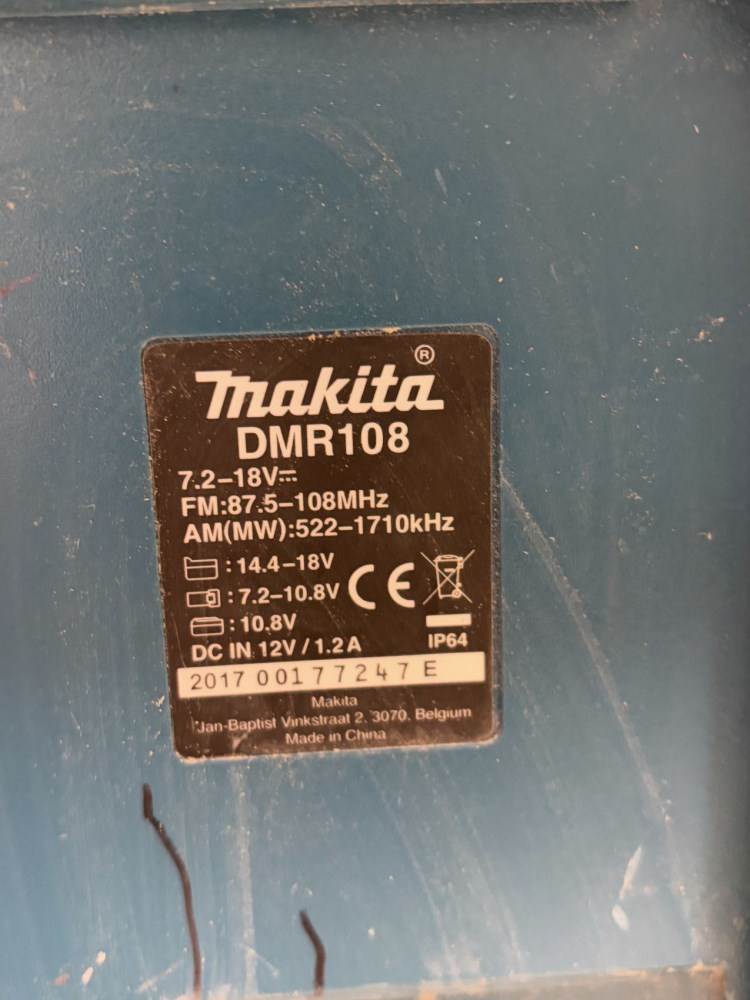 makita®
DMR108
7.2–18V⎓
FM:87.5–108MHz
AM(MW):522–1710kHz
:14.4–18V
:7.2–10.8V
CE
:10.8V
DC IN 12V / 1.2A
IP64
2017 00177247 E
Makita
Jan-Baptist Vinkstraat 2, 3070, Belgium
Made in China